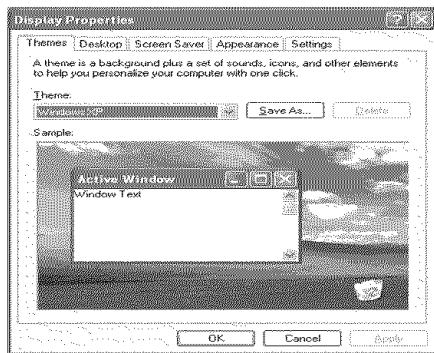 Display Properties
Themes Desktop Screen Saver Appearance Settings
A theme is a background plus a set of sounds, icons, and other elements
to help you personalize your computer with one click.
Theme:
Windows XP Save As... Delete
Sample:
Active Window
Window Text
OK Cancel Apply